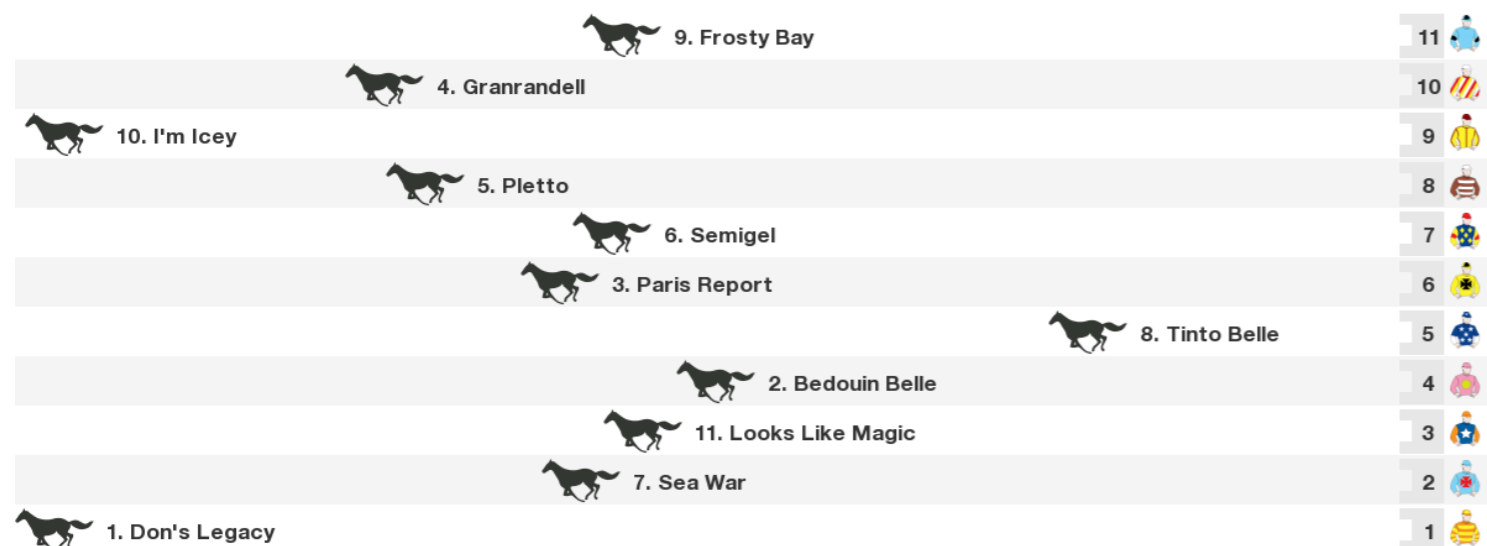 9. Frosty Bay 11
4. Granrandell 10
10. I'm Icey 9
5. Pletto 8
6. Semigel 7
3. Paris Report 6
8. Tinto Belle 5
2. Bedouin Belle 4
11. Looks Like Magic 3
7. Sea War 2
1. Don's Legacy 1